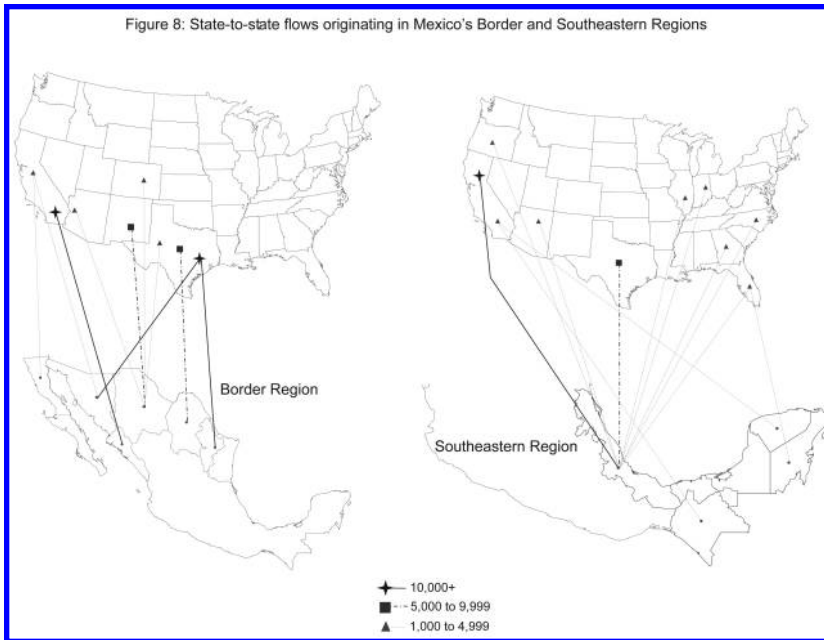 Figure 8: State-to-state flows originating in Mexico's Border and Southeastern Regions
Border Region
Southeastern Region
10,000+
5,000 to 9,999
1,000 to 4,999